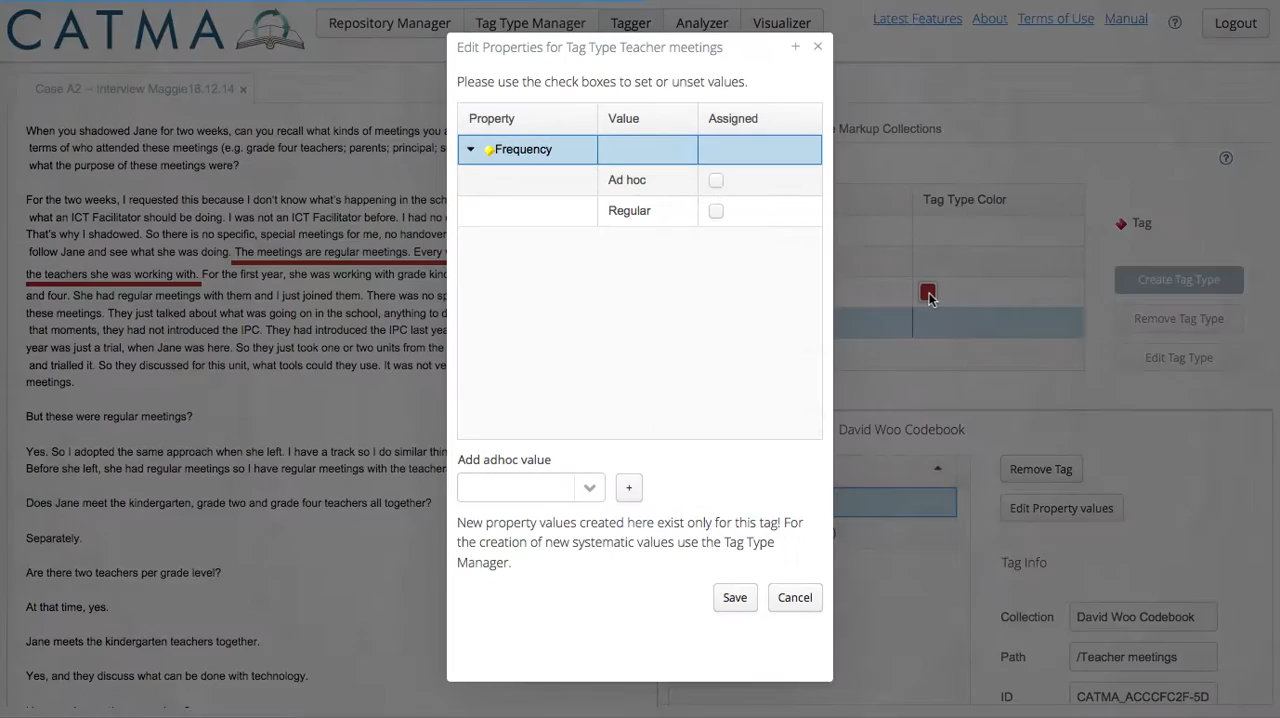 CATMA
Repository Manager
Tag Type Manager
Tagger
Analyzer
Visualizer
Latest Features
About
Terms of Use
Manual
?
Logout
Case A2 – Interview Maggie18.12.14 ×
When you shadowed Jane for two weeks, can you recall what kinds of meetings you a
terms of who attended these meetings (e.g. grade four teachers; parents; principal; s
what the purpose of these meetings were?
For the two weeks, I requested this because I don't know what's happening in the sch
what an ICT Facilitator should be doing. I was not an ICT Facilitator before. I had no
That's why I shadowed. So there is no specific, special meetings for me, no handover
follow Jane and see what she was doing. The meetings are regular meetings. Every
the teachers she was working with. For the first year, she was working with grade kin
and four. She had regular meetings with them and I just joined them. There was no sp
these meetings. They just talked about what was going on in the school, anything to d
that moments, they had not introduced the IPC. They had introduced the IPC last yea
year was just a trial, when Jane was here. So they just took one or two units from the
and trialled it. So they discussed for this unit, what tools could they use. It was not ve
meetings.
But these were regular meetings?
Yes. So I adopted the same approach when she left. I have a track so I do similar thin
Before she left, she had regular meetings so I have regular meetings with the teacher
Does Jane meet the kindergarten, grade two and grade four teachers all together?
Separately.
Are there two teachers per grade level?
At that time, yes.
Jane meets the kindergarten teachers together.
Yes, and they discuss what can be done with technology.
Edit Properties for Tag Type Teacher meetings + ×
Please use the check boxes to set or unset values.
Property Value Assigned
Frequency
Ad hoc
Regular
Add adhoc value
+
New property values created here exist only for this tag! For
the creation of new systematic values use the Tag Type
Manager.
Save Cancel
Markup Collections
?
Tag Type Color
Tag
Create Tag Type
Remove Tag Type
Edit Tag Type
David Woo Codebook
Remove Tag
Edit Property values
)
Tag Info
Collection David Woo Codebook
Path /Teacher meetings
ID CATMA_ACCCFC2F-5D